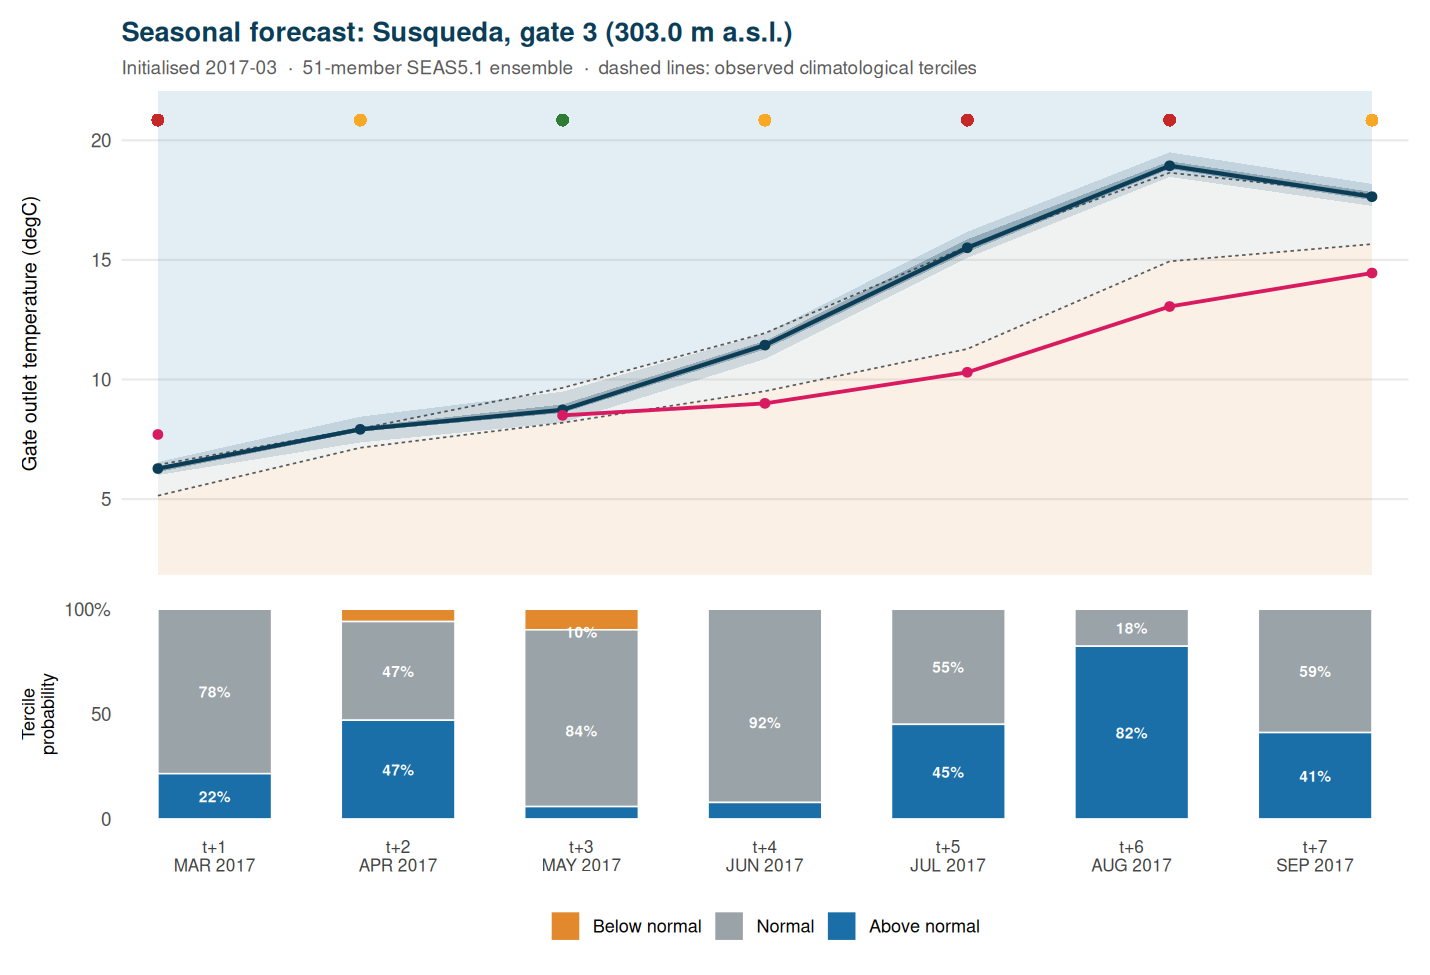 Seasonal forecast: Susqueda, gate 3 (303.0 m a.s.l.)
Initialised 2017-03 · 51-member SEAS5.1 ensemble · dashed lines: observed climatological terciles
Gate outlet temperature (degC)
20
15
10
5
Tercile
probability
100%
50
0
78%
22%
47%
47%
10%
84%
92%
55%
45%
18%
82%
59%
41%
t+1
MAR 2017
t+2
APR 2017
t+3
MAY 2017
t+4
JUN 2017
t+5
JUL 2017
t+6
AUG 2017
t+7
SEP 2017
Below normal
Normal
Above normal